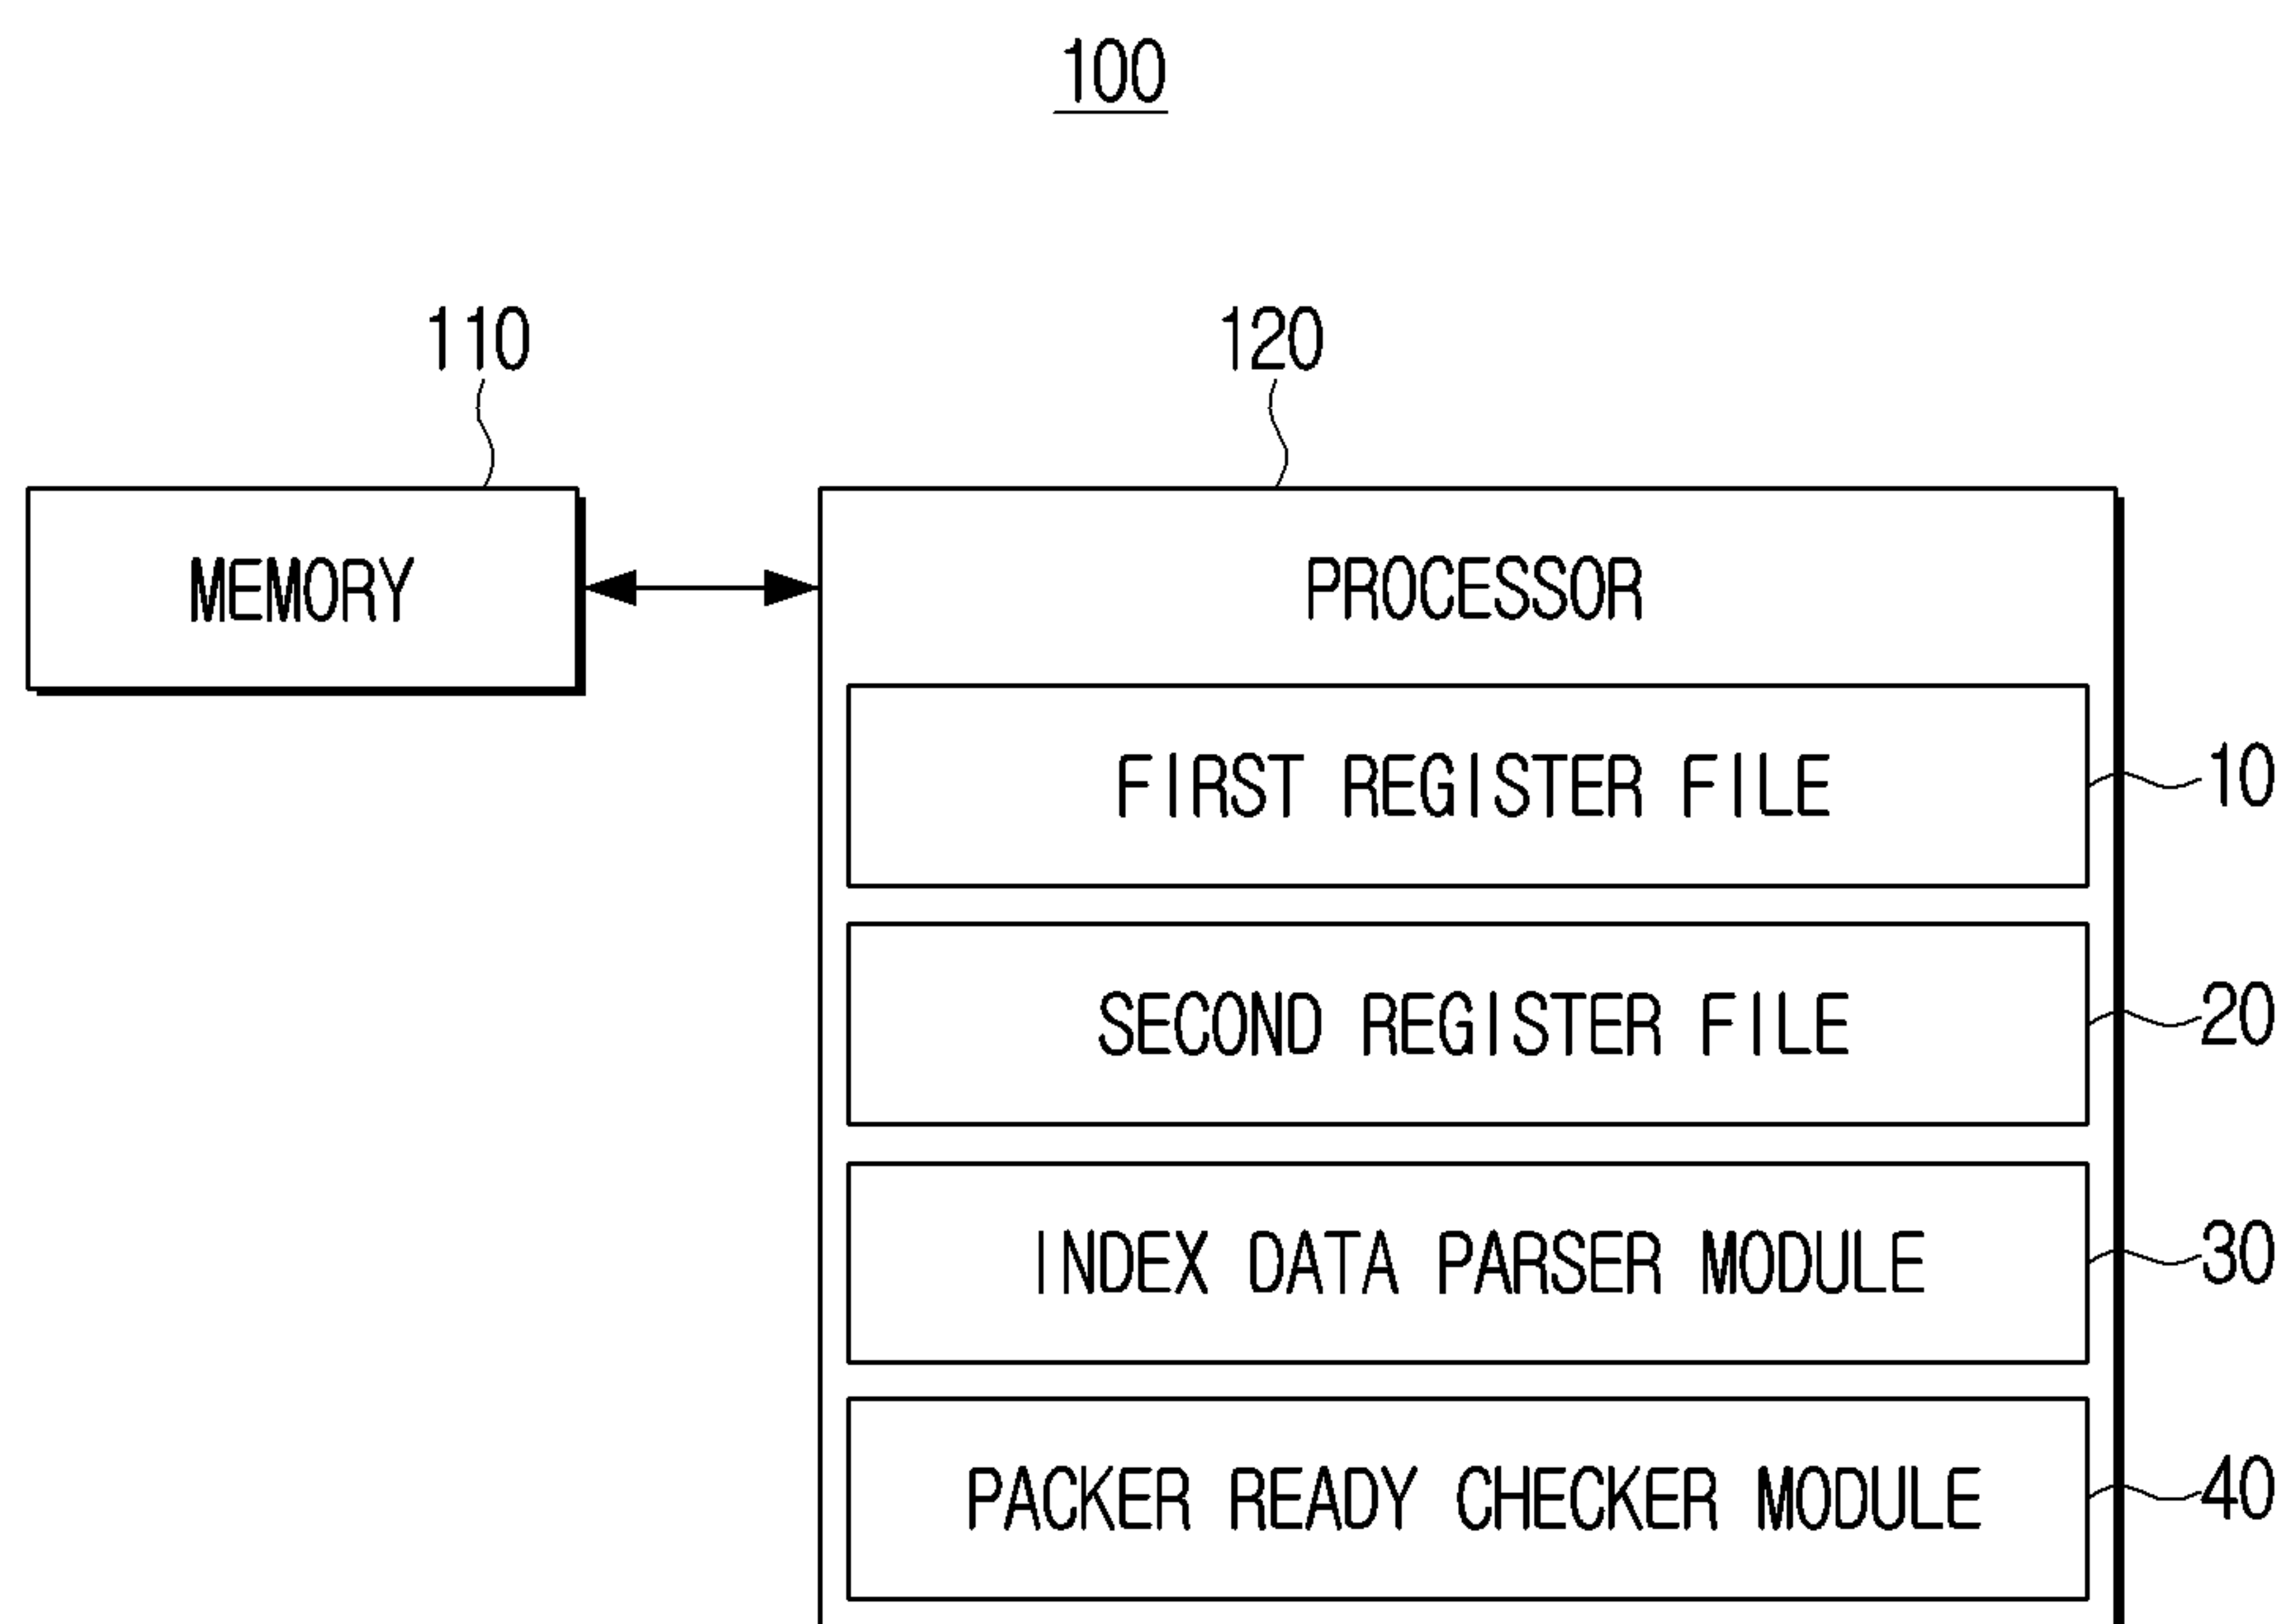 100
110
120
MEMORY
PROCESSOR
FIRST REGISTER FILE
10
SECOND REGISTER FILE
20
INDEX DATA PARSER MODULE
30
PACKER READY CHECKER MODULE
40